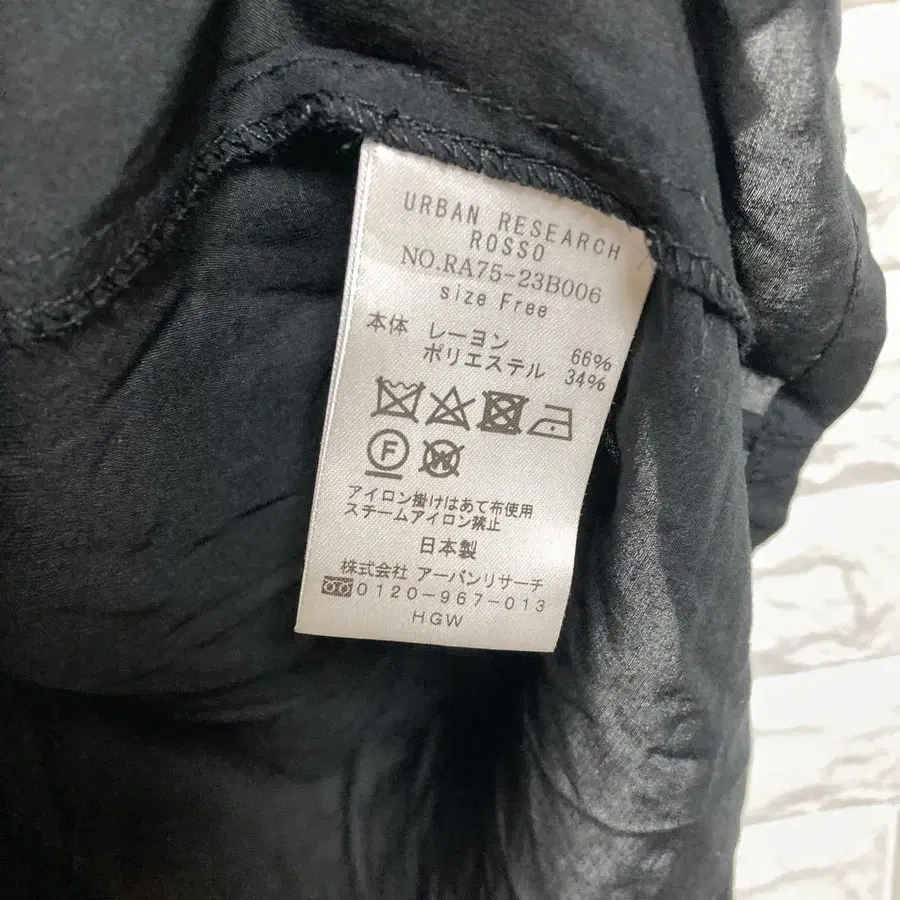 URBAN RESEARCH
ROSSO
NO.RA75-23B006
size Free
本体 レーヨン 66%
ポリエステル 34%
F W
アイロン掛けはあて布使用
スチームアイロン禁止
日本製
株式会社 アーバンリサーチ
0120-967-013
HGW